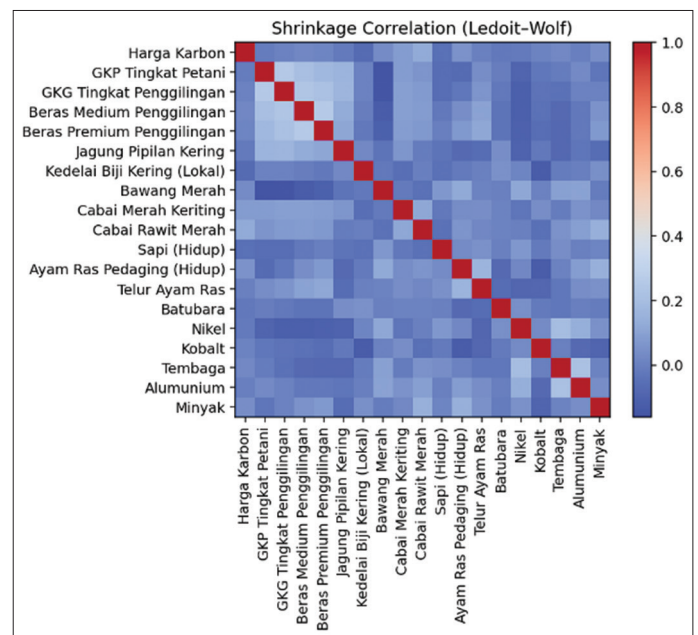 Shrinkage Correlation (Ledoit–Wolf)
Harga Karbon
GKP Tingkat Petani
GKG Tingkat Penggilingan
Beras Medium Penggilingan
Beras Premium Penggilingan
Jagung Pipilan Kering
Kedelai Biji Kering (Lokal)
Bawang Merah
Cabai Merah Keriting
Cabai Rawit Merah
Sapi (Hidup)
Ayam Ras Pedaging (Hidup)
Telur Ayam Ras
Batubara
Nikel
Kobalt
Tembaga
Alumunium
Minyak
Harga Karbon
GKP Tingkat Petani
GKG Tingkat Penggilingan
Beras Medium Penggilingan
Beras Premium Penggilingan
Jagung Pipilan Kering
Kedelai Biji Kering (Lokal)
Bawang Merah
Cabai Merah Keriting
Cabai Rawit Merah
Sapi (Hidup)
Ayam Ras Pedaging (Hidup)
Telur Ayam Ras
Batubara
Nikel
Kobalt
Tembaga
Alumunium
Minyak
1.0
0.8
0.6
0.4
0.2
0.0